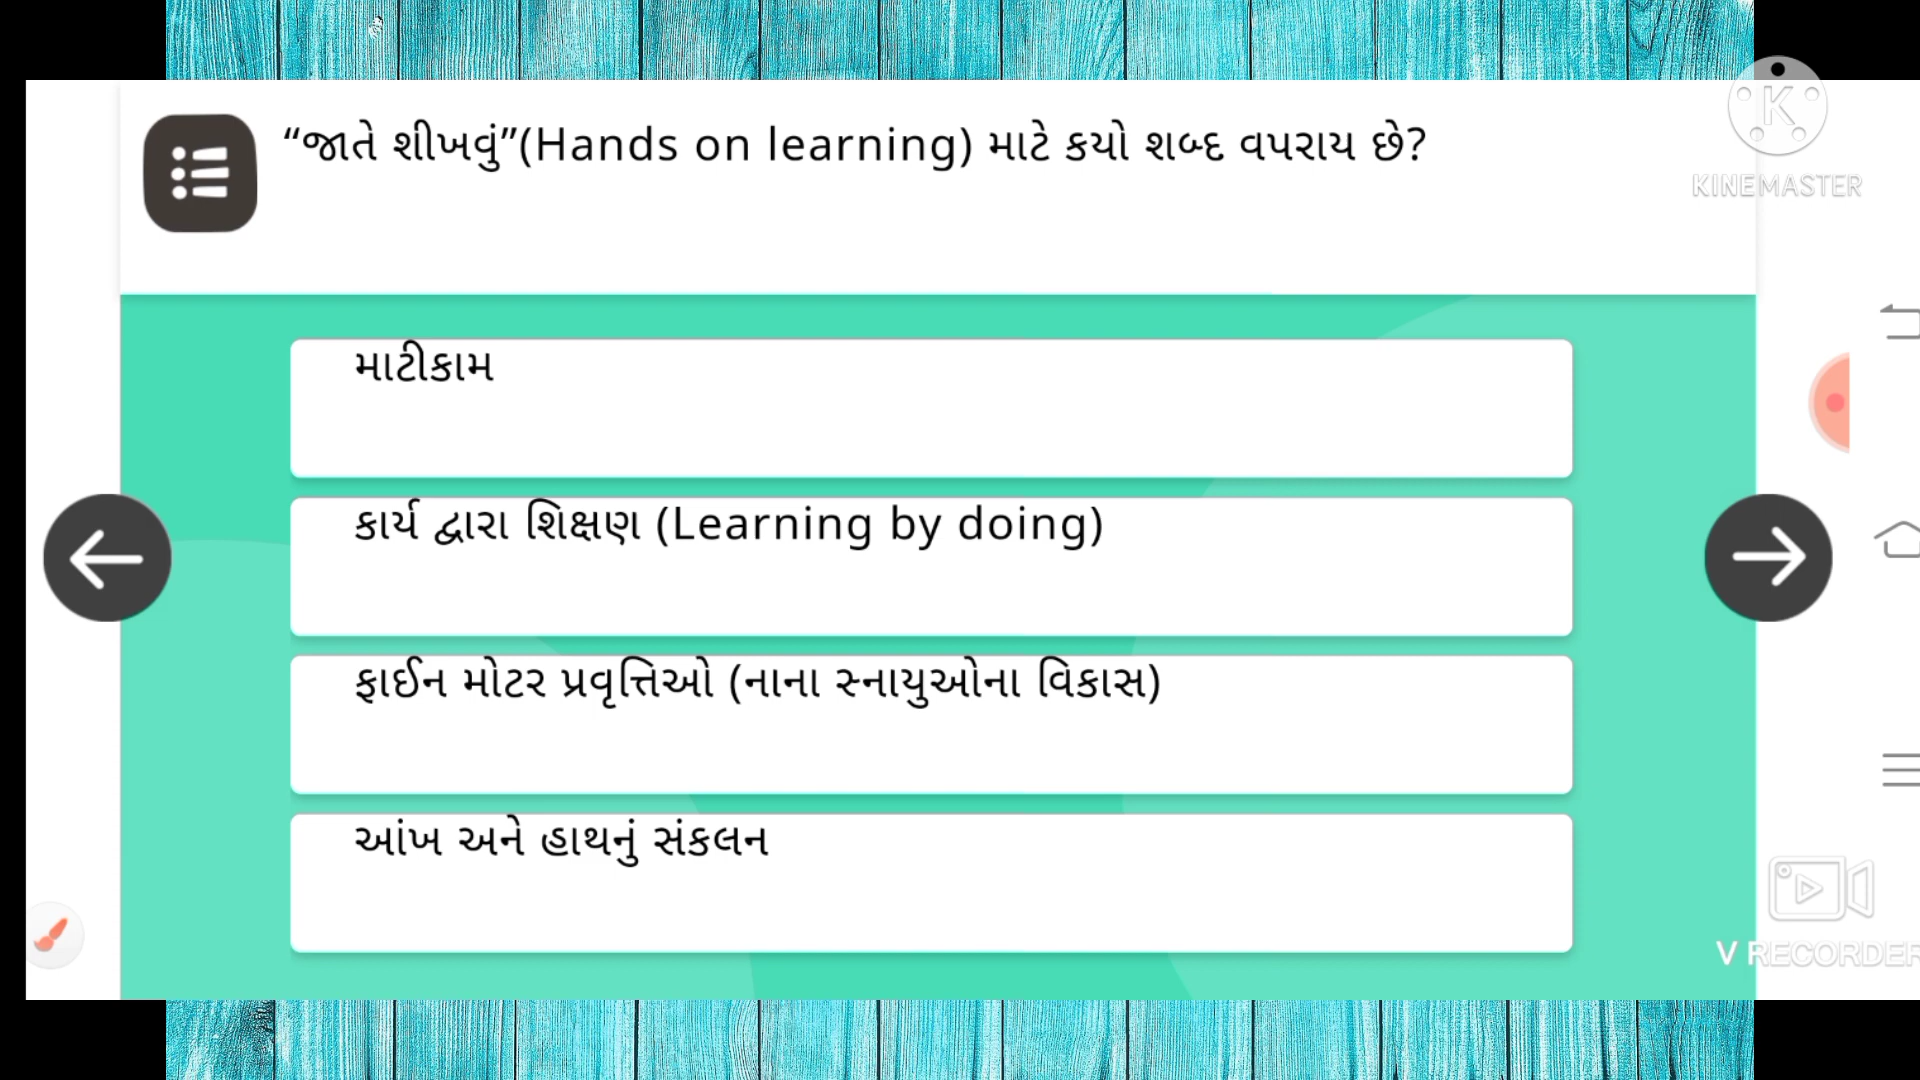 “જાતે શીખવું”(Hands on learning) માટે કયો શબ્દ વપરાય છે?
KINEMASTER
માટીકામ
કાર્ય દ્વારા શિક્ષણ (Learning by doing)
ફાઈન મોટર પ્રવૃત્તિઓ (નાના સ્નાયુઓના વિકાસ)
આંખ અને હાથનું સંકલન
V RECORDER